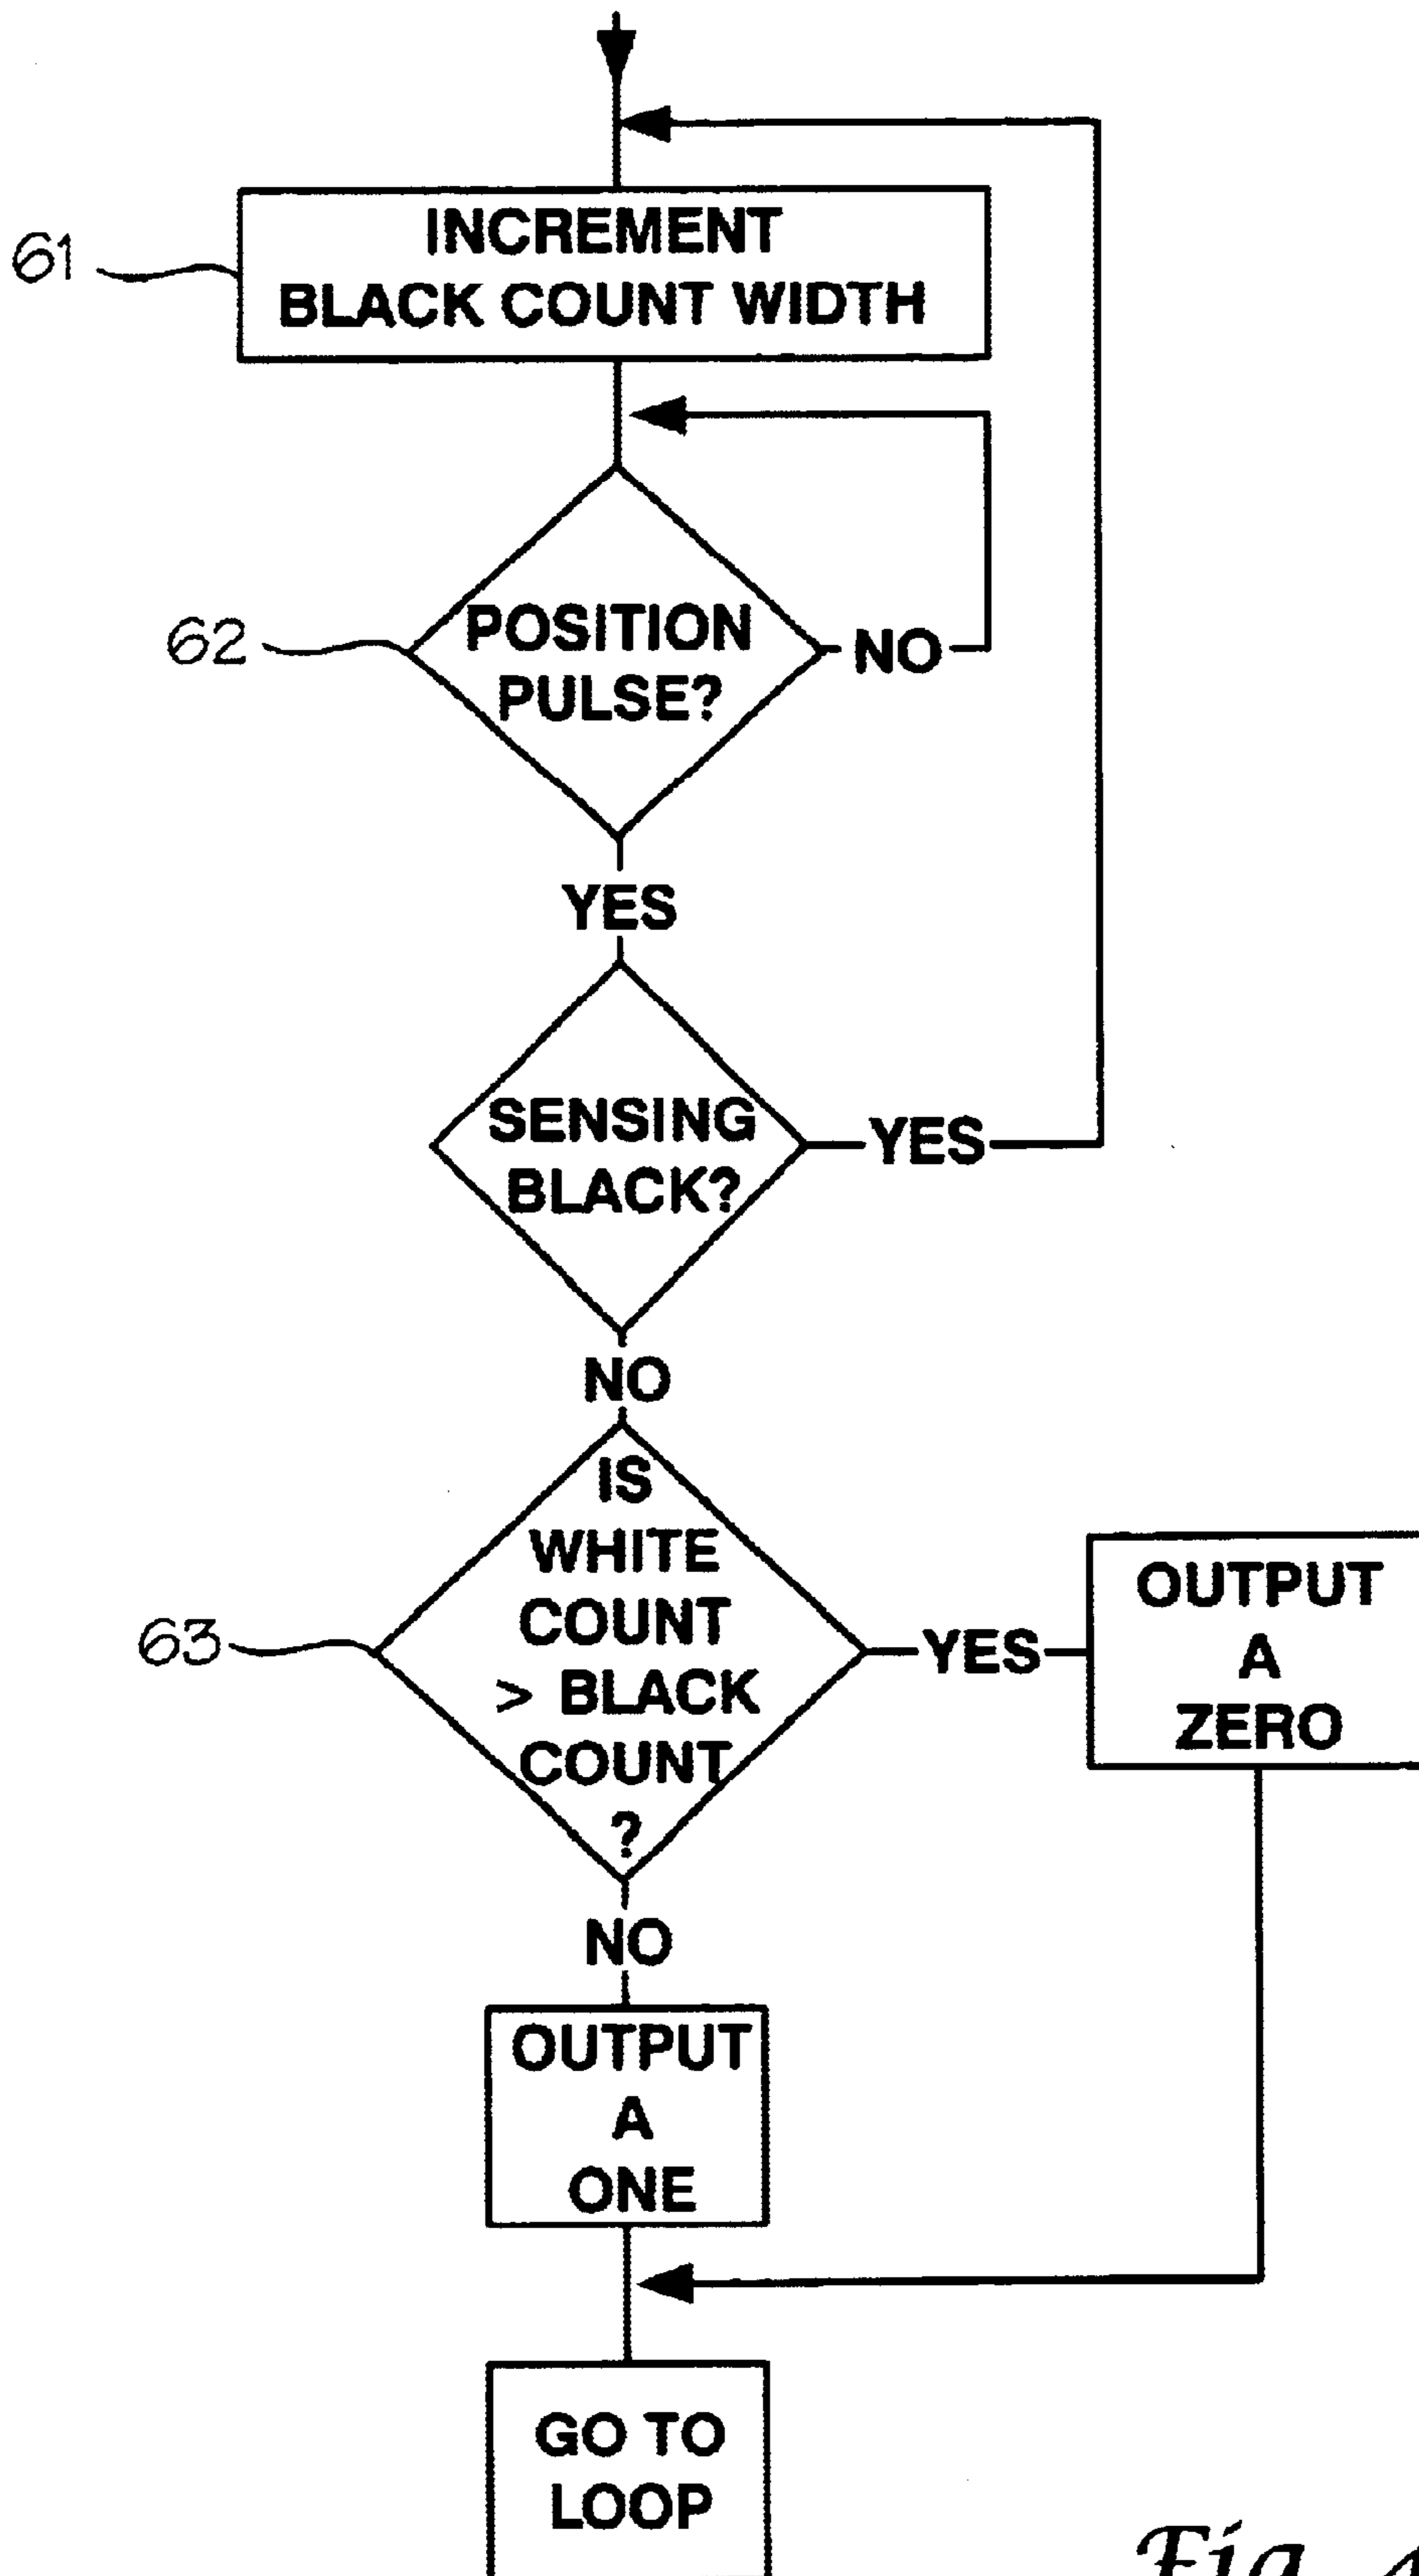 61
INCREMENT
BLACK COUNT WIDTH
62
POSITION
PULSE?
NO
YES
SENSING
BLACK?
YES
NO
63
IS
WHITE
COUNT
> BLACK
COUNT
?
YES
OUTPUT
A
ZERO
NO
OUTPUT
A
ONE
GO TO
LOOP
Fig.